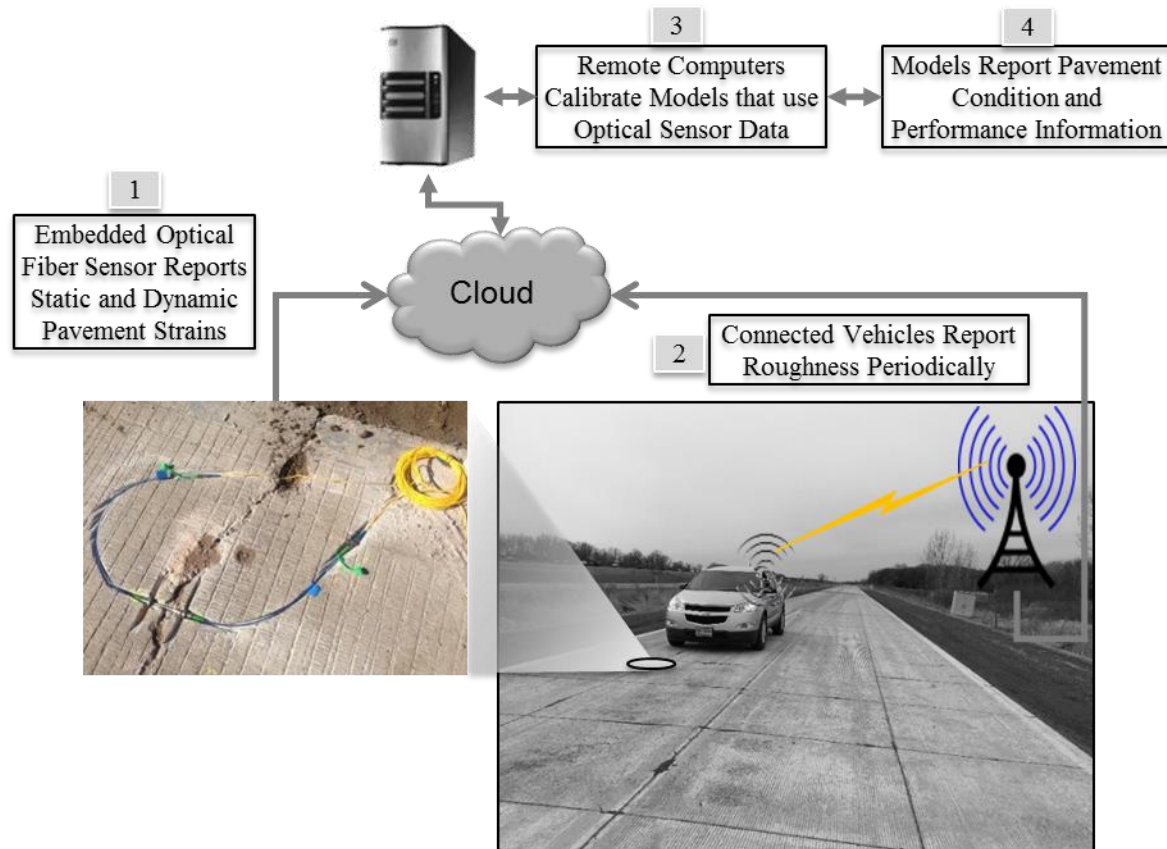 3
Remote Computers
Calibrate Models that use
Optical Sensor Data
4
Models Report Pavement
Condition and
Performance Information
1
Embedded Optical
Fiber Sensor Reports
Static and Dynamic
Pavement Strains
Cloud
2
Connected Vehicles Report
Roughness Periodically